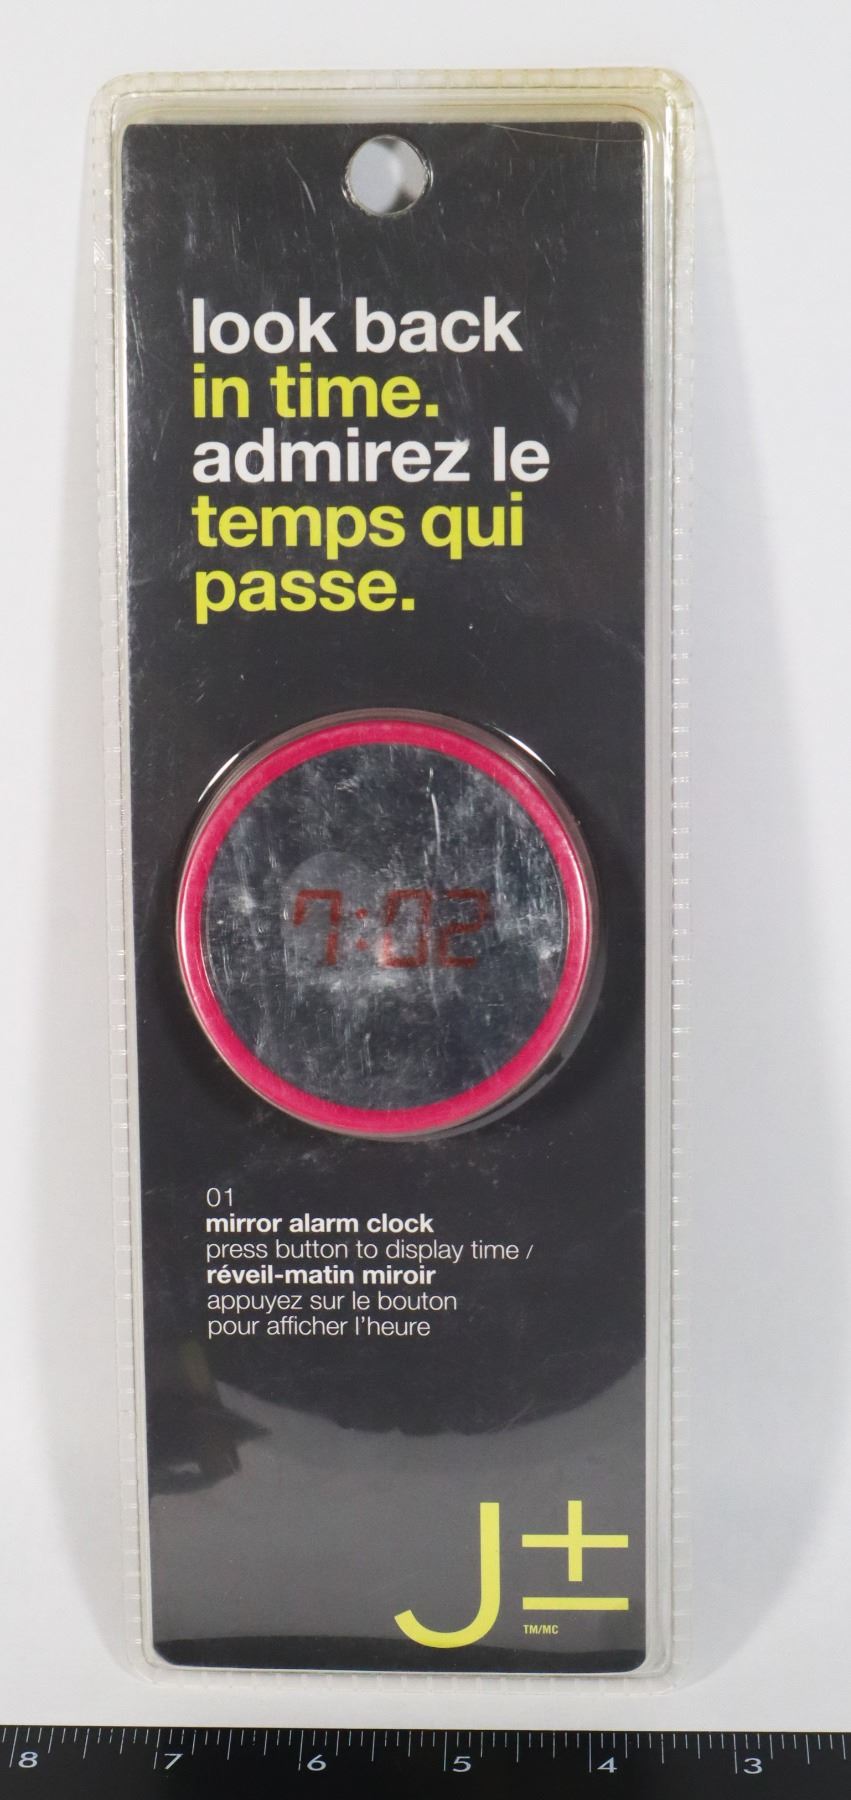 look back
in time.
admirez le
temps qui
passe.
7:02
01
mirror alarm clock
press button to display time /
réveil-matin miroir
appuyez sur le bouton
pour afficher l'heure
J±
TM/MC
8 7 6 5 4 3